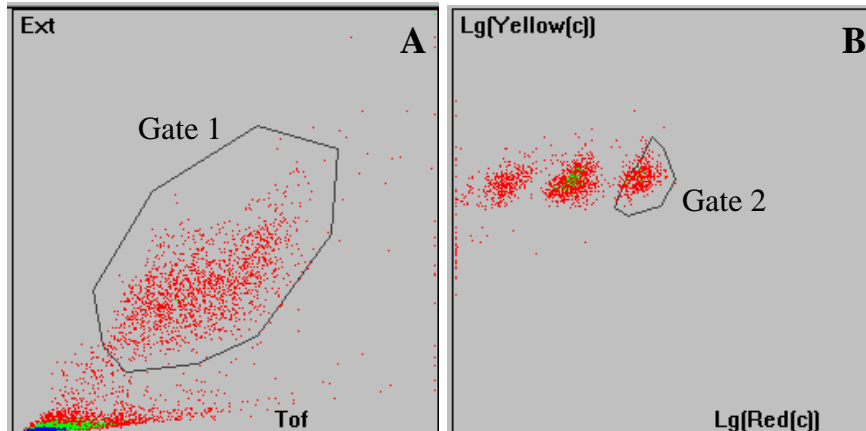 Ext
A
Gate 1
Tof
Lg(Yellow(c))
B
Gate 2
Lg(Red(c))